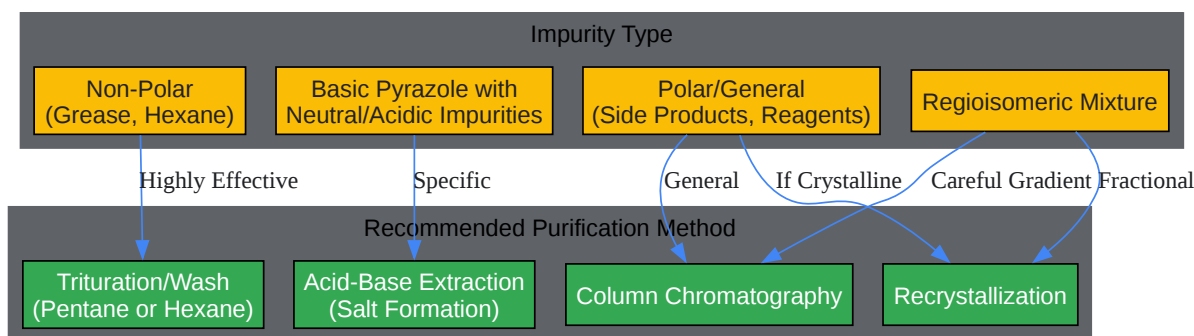 Impurity Type
Non-Polar
(Grease, Hexane)
Basic Pyrazole with
Neutral/Acidic Impurities
Polar/General
(Side Products, Reagents)
Regioisomeric Mixture
Highly Effective
Specific
General
If Crystalline
Careful Gradient
Fractional
Recommended Purification Method
Trituration/Wash
(Pentane or Hexane)
Acid-Base Extraction
(Salt Formation)
Column Chromatography
Recrystallization